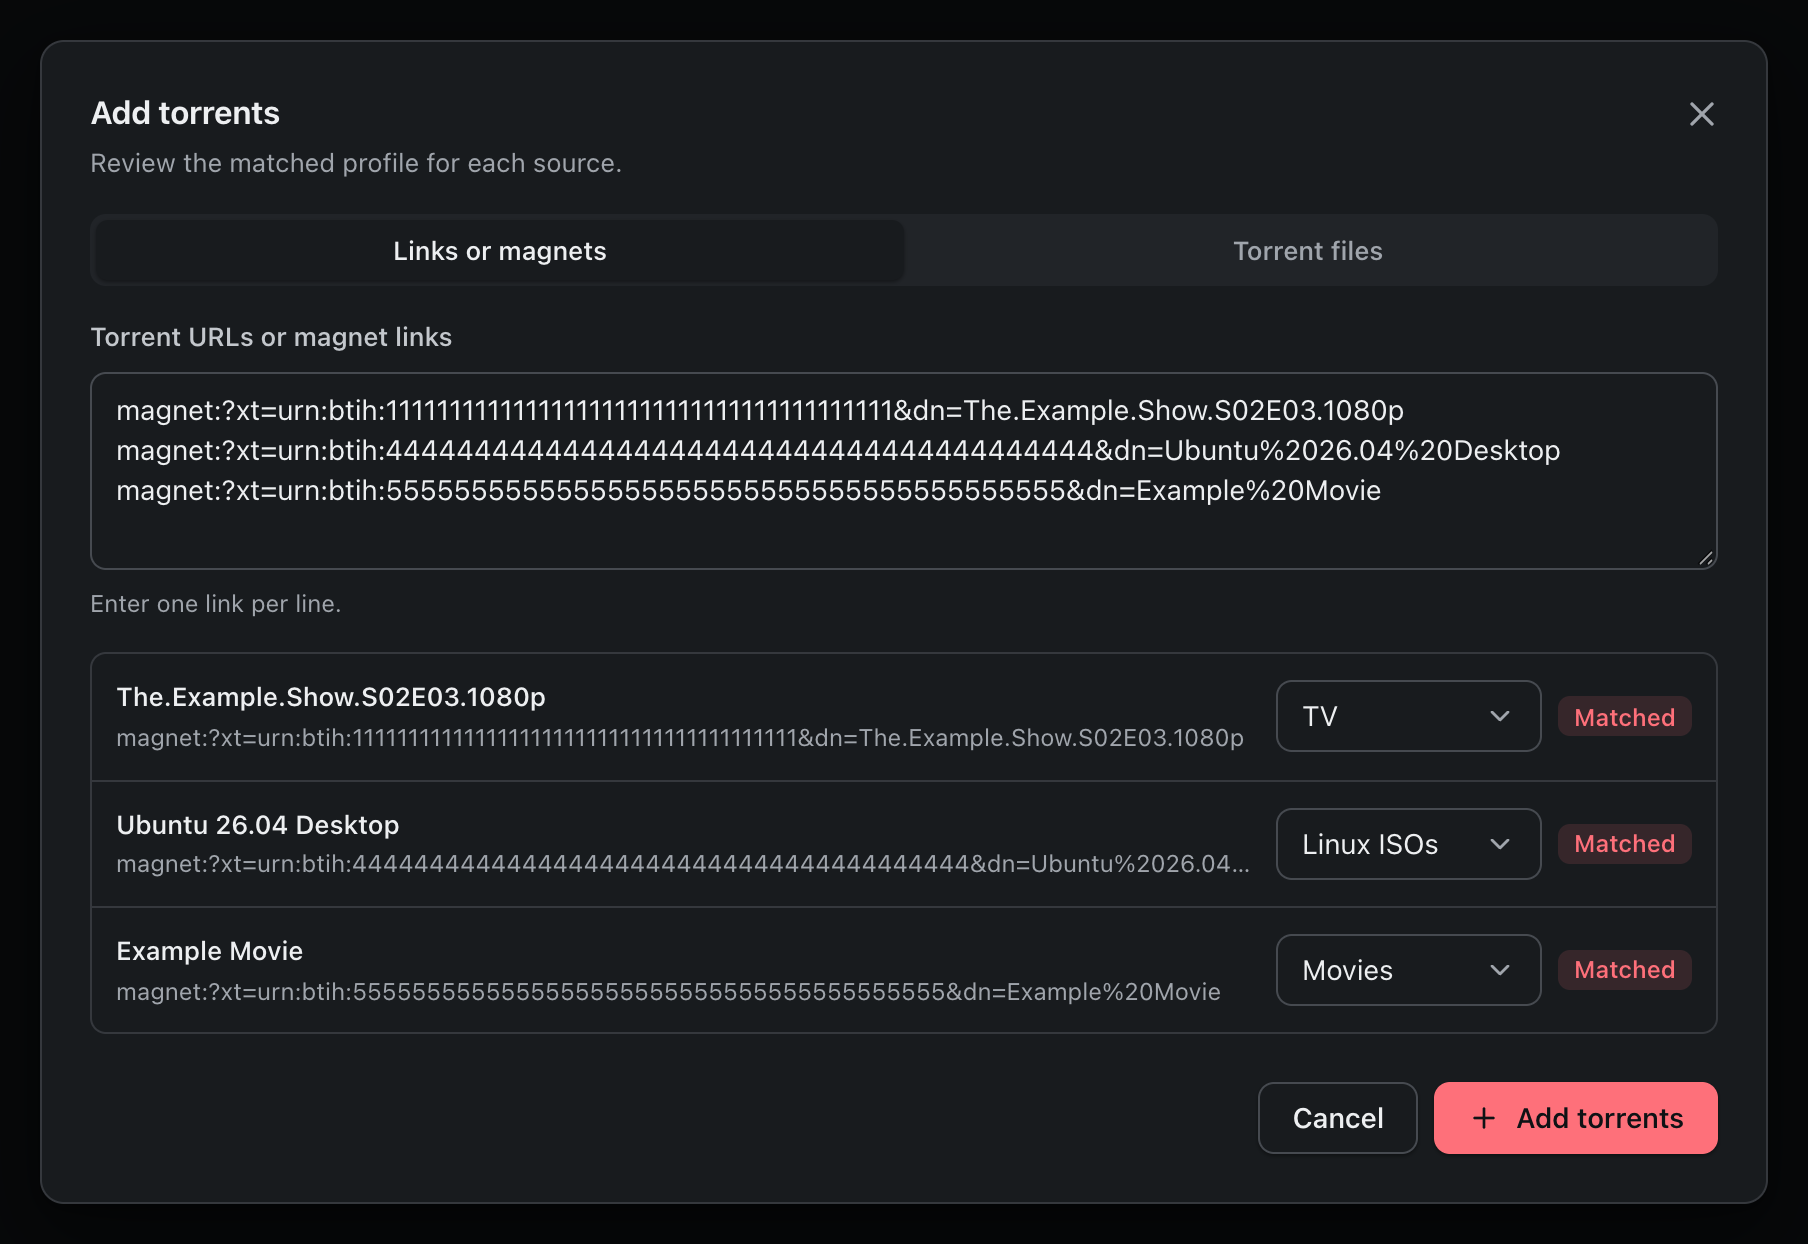 Add torrents
Review the matched profile for each source.
Links or magnets
Torrent files
Torrent URLs or magnet links
magnet:?xt=urn:btih:1111111111111111111111111111111111111111&dn=The.Example.Show.S02E03.1080p
magnet:?xt=urn:btih:4444444444444444444444444444444444444444&dn=Ubuntu%2026.04%20Desktop
magnet:?xt=urn:btih:5555555555555555555555555555555555555555&dn=Example%20Movie
Enter one link per line.
The.Example.Show.S02E03.1080p
magnet:?xt=urn:btih:1111111111111111111111111111111111111111&dn=The.Example.Show.S02E03.1080p
TV
Matched
Ubuntu 26.04 Desktop
magnet:?xt=urn:btih:4444444444444444444444444444444444444444&dn=Ubuntu%2026.04...
Linux ISOs
Matched
Example Movie
magnet:?xt=urn:btih:5555555555555555555555555555555555555555&dn=Example%20Movie
Movies
Matched
Cancel
+ Add torrents